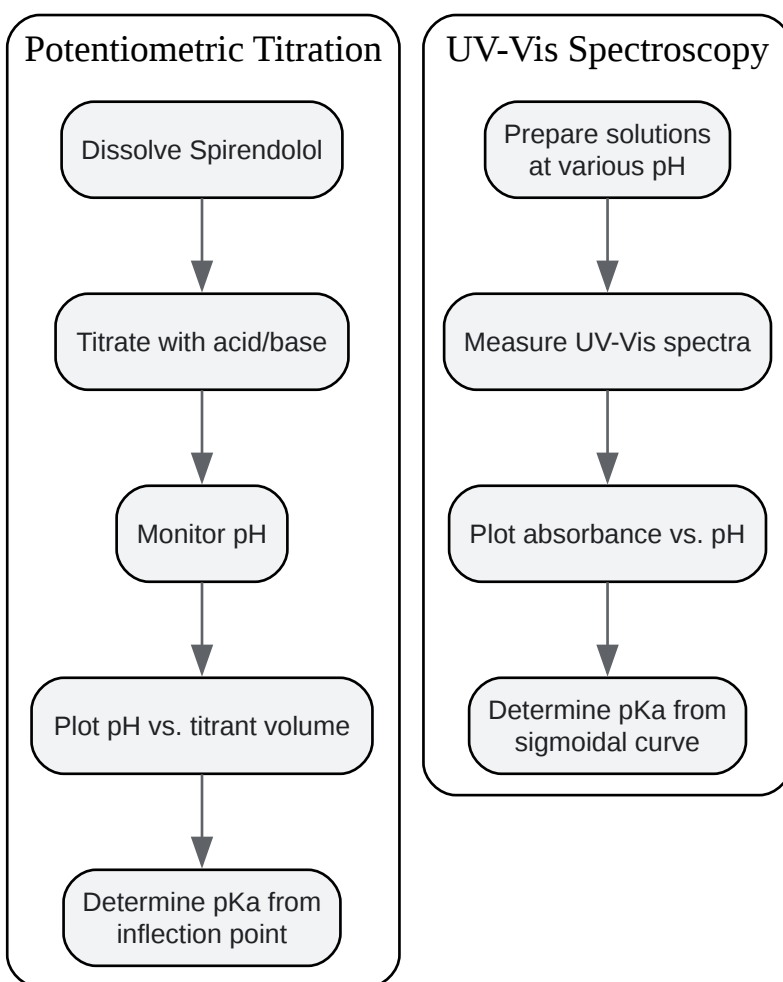 Potentiometric Titration
Dissolve Spirendolol
Titrate with acid/base
Monitor pH
Plot pH vs. titrant volume
Determine pKa from
inflection point
UV-Vis Spectroscopy
Prepare solutions
at various pH
Measure UV-Vis spectra
Plot absorbance vs. pH
Determine pKa from
sigmoidal curve